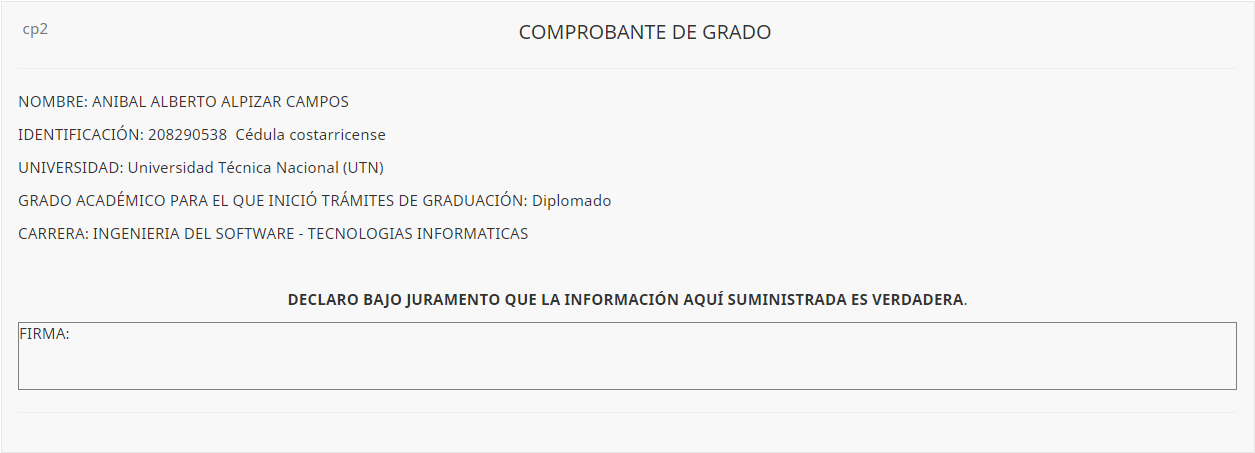 cp2
COMPROBANTE DE GRADO
NOMBRE: ANIBAL ALBERTO ALPIZAR CAMPOS
IDENTIFICACIÓN: 208290538 Cédula costarricense
UNIVERSIDAD: Universidad Técnica Nacional (UTN)
GRADO ACADÉMICO PARA EL QUE INICIÓ TRÁMITES DE GRADUACIÓN: Diplomado
CARRERA: INGENIERIA DEL SOFTWARE - TECNOLOGIAS INFORMATICAS
DECLARO BAJO JURAMENTO QUE LA INFORMACIÓN AQUÍ SUMINISTRADA ES VERDADERA.
FIRMA: